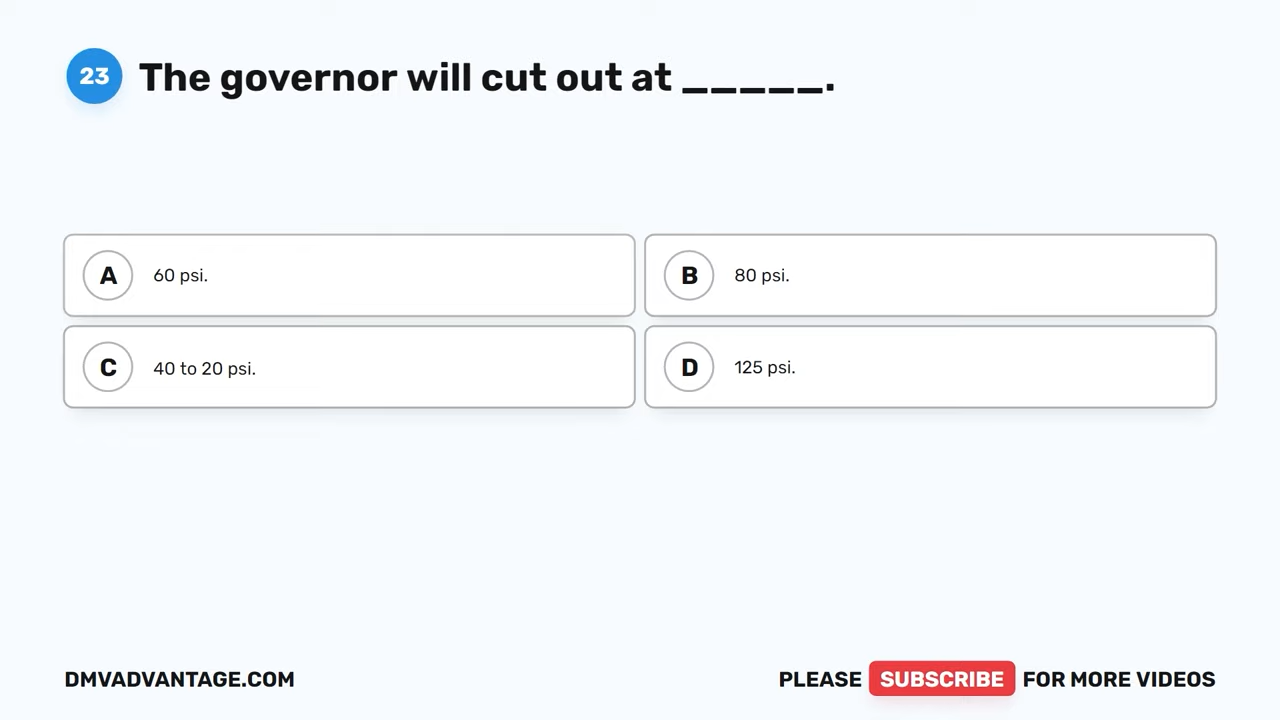 23 The governor will cut out at _____.
A 60 psi.
B 80 psi.
C 40 to 20 psi.
D 125 psi.
DMVADVANTAGE.COM
PLEASE SUBSCRIBE FOR MORE VIDEOS